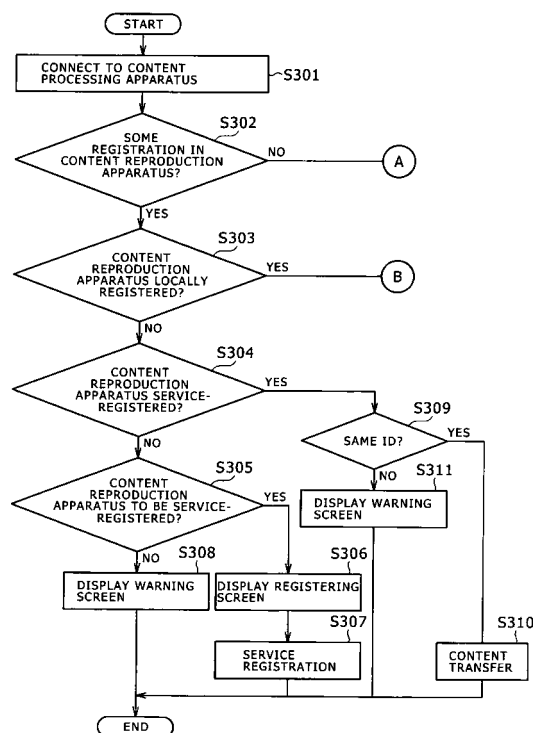 START
CONNECT TO CONTENT
PROCESSING APPARATUS
S301
S302
SOME
REGISTRATION IN
CONTENT REPRODUCTION
APPARATUS?
NO
A
YES
S303
CONTENT
REPRODUCTION
APPARATUS LOCALLY
REGISTERED?
YES
B
NO
S304
CONTENT
REPRODUCTION
APPARATUS SERVICE-
REGISTERED?
YES
NO
S309
SAME ID?
YES
NO
S305
CONTENT
REPRODUCTION
APPARATUS TO BE SERVICE-
REGISTERED?
YES
NO
S311
DISPLAY WARNING
SCREEN
S308
DISPLAY WARNING
SCREEN
S306
DISPLAY REGISTERING
SCREEN
S307
SERVICE
REGISTRATION
S310
CONTENT
TRANSFER
END